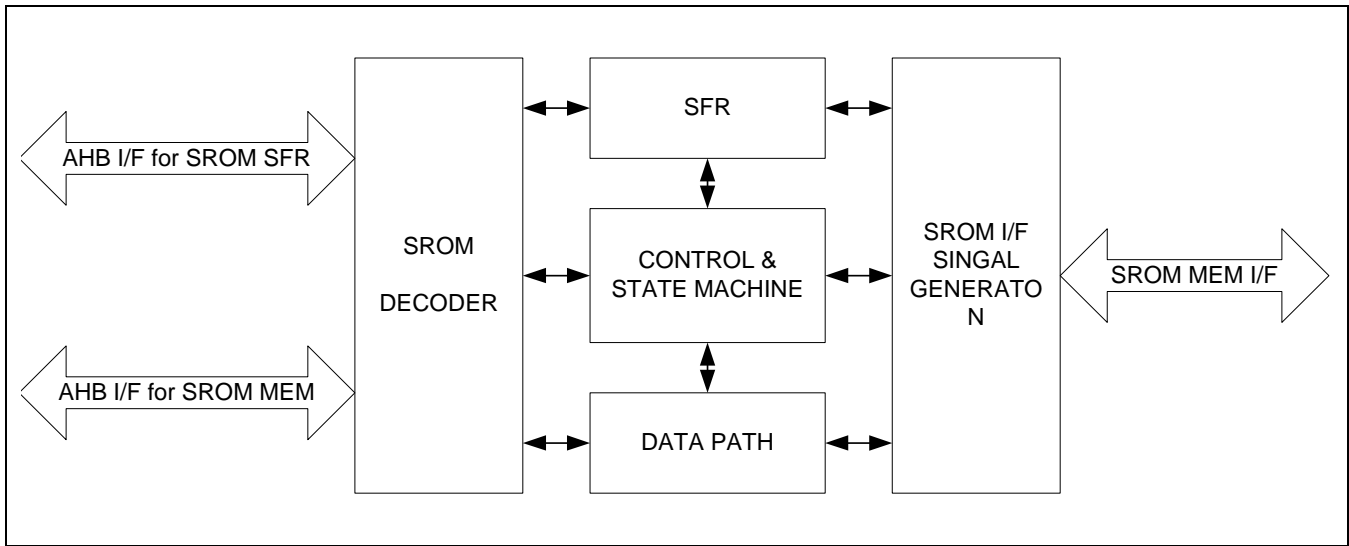 AHB I/F for SROM SFR
AHB I/F for SROM MEM
SROM
DECODER
SFR
CONTROL &
STATE MACHINE
DATA PATH
SROM I/F
SINGAL
GENERATO
N
SROM MEM I/F